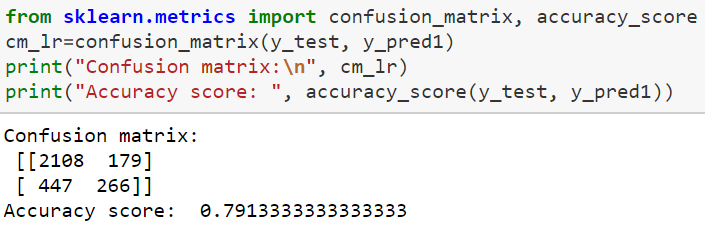 from sklearn.metrics import confusion_matrix, accuracy_score
cm_lr=confusion_matrix(y_test, y_pred1)
print("Confusion matrix:\n", cm_lr)
print("Accuracy score: ", accuracy_score(y_test, y_pred1))
Confusion matrix:
 [[2108  179]
 [ 447  266]]
Accuracy score:  0.7913333333333333